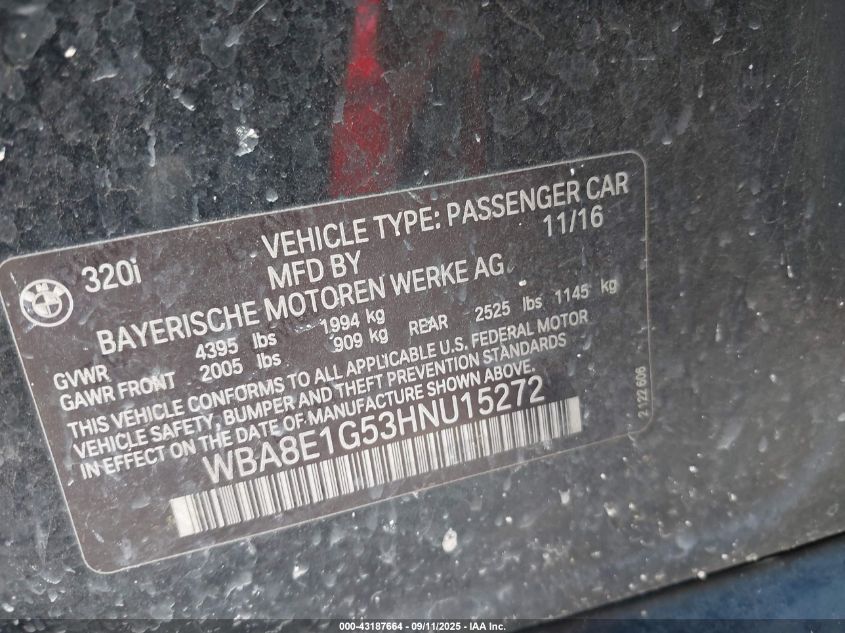 VEHICLE TYPE: PASSENGER CAR
320i MFD BY 11/16
BAYERISCHE MOTOREN WERKE AG
GVWR 4395 lbs 1994 kg
GAWR FRONT 2005 lbs 909 kg REAR 2525 lbs 1145 kg
THIS VEHICLE CONFORMS TO ALL APPLICABLE U.S. FEDERAL MOTOR
VEHICLE SAFETY, BUMPER AND THEFT PREVENTION STANDARDS
IN EFFECT ON THE DATE OF MANUFACTURE SHOWN ABOVE.
WBA8E1G53HNU15272
2 122 606
000-43187664 - 09/11/2025 - IAA Inc.